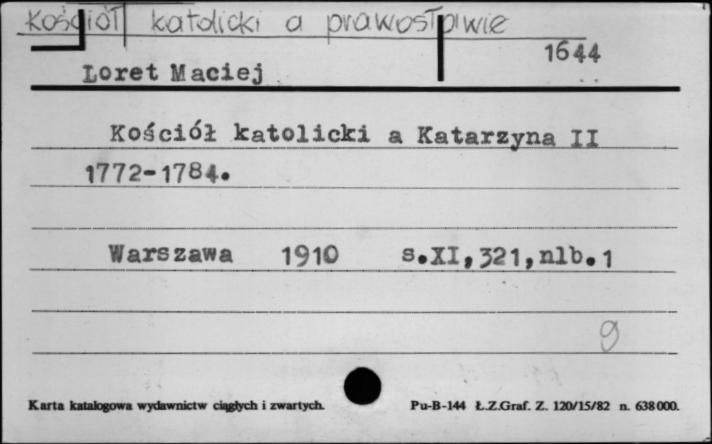 Kościół katolicki a prawosławie
1644
Loret Maciej
Kościół katolicki a Katarzyna II
1772-1784.
Warszawa 1910 s.XI,321,nlb.1
9
Karta katalogowa wydawnictw ciągłych i zwartych. Pu-B-144 Ł.Z.Graf. Z. 120/15/82 n. 638000.